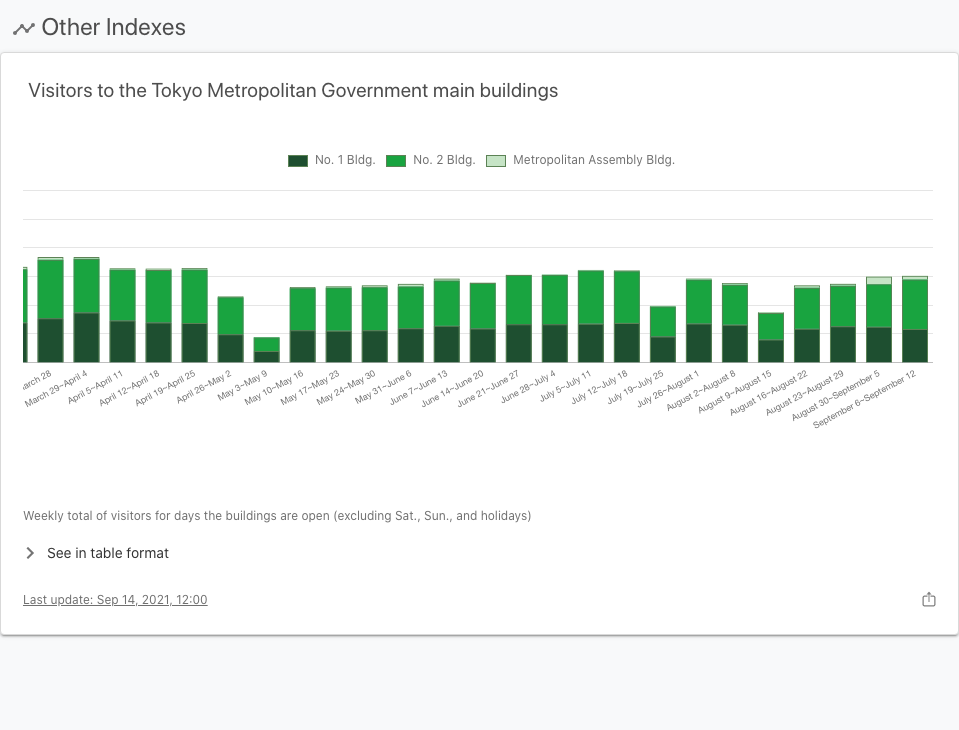 Other Indexes
Visitors to the Tokyo Metropolitan Government main buildings
No. 1 Bldg. No. 2 Bldg. Metropolitan Assembly Bldg.
28
March 29~April 4
April 5~April 11
April 12~April 18
April 19~April 25
April 26~May 2
May 3~May 9
May 10~May 16
May 17~May 23
May 24~May 30
May 31~June 6
June 7~June 13
June 14~June 20
June 21~June 27
June 28~July 4
July 5~July 11
July 12~July 18
July 19~July 25
July 26~August 1
August 2~August 8
August 9~August 15
August 16~August 22
August 23~August 29
August 30~September 5
September 6~September 12
Weekly total of visitors for days the buildings are open (excluding Sat., Sun., and holidays)
See in table format
Last update: Sep 14, 2021, 12:00